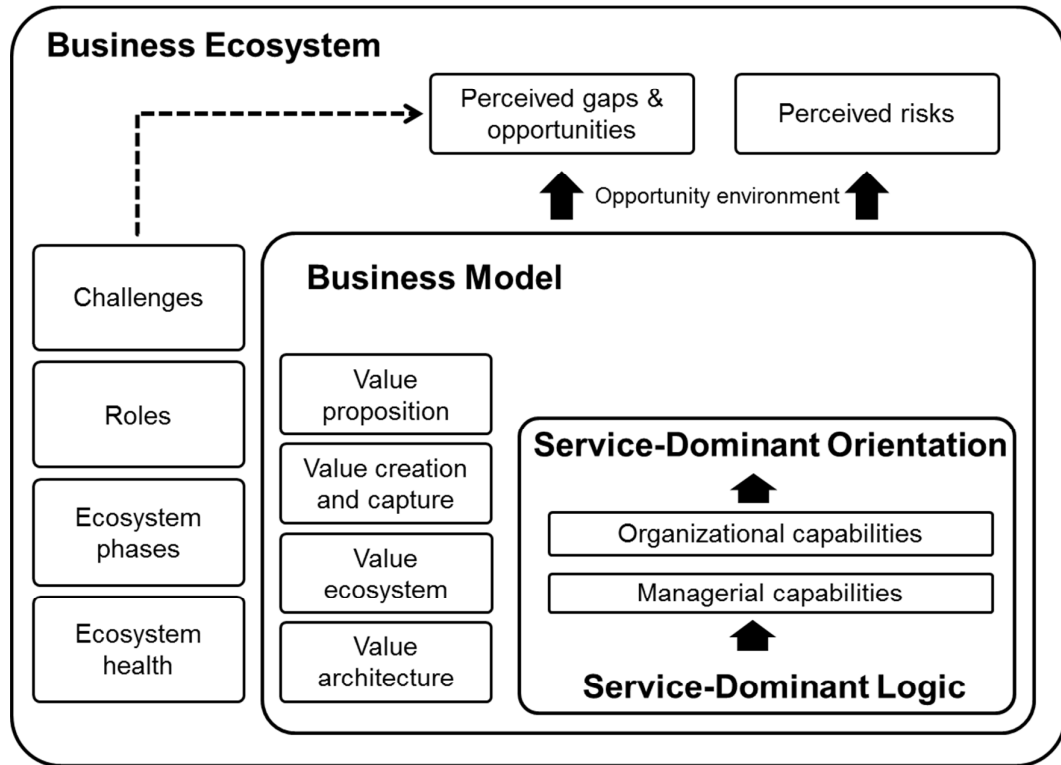 Business Ecosystem
Perceived gaps &
opportunities
Perceived risks
Opportunity environment
Challenges
Roles
Ecosystem
phases
Ecosystem
health
Business Model
Value
proposition
Value creation
and capture
Value
ecosystem
Value
architecture
Service-Dominant Orientation
Organizational capabilities
Managerial capabilities
Service-Dominant Logic